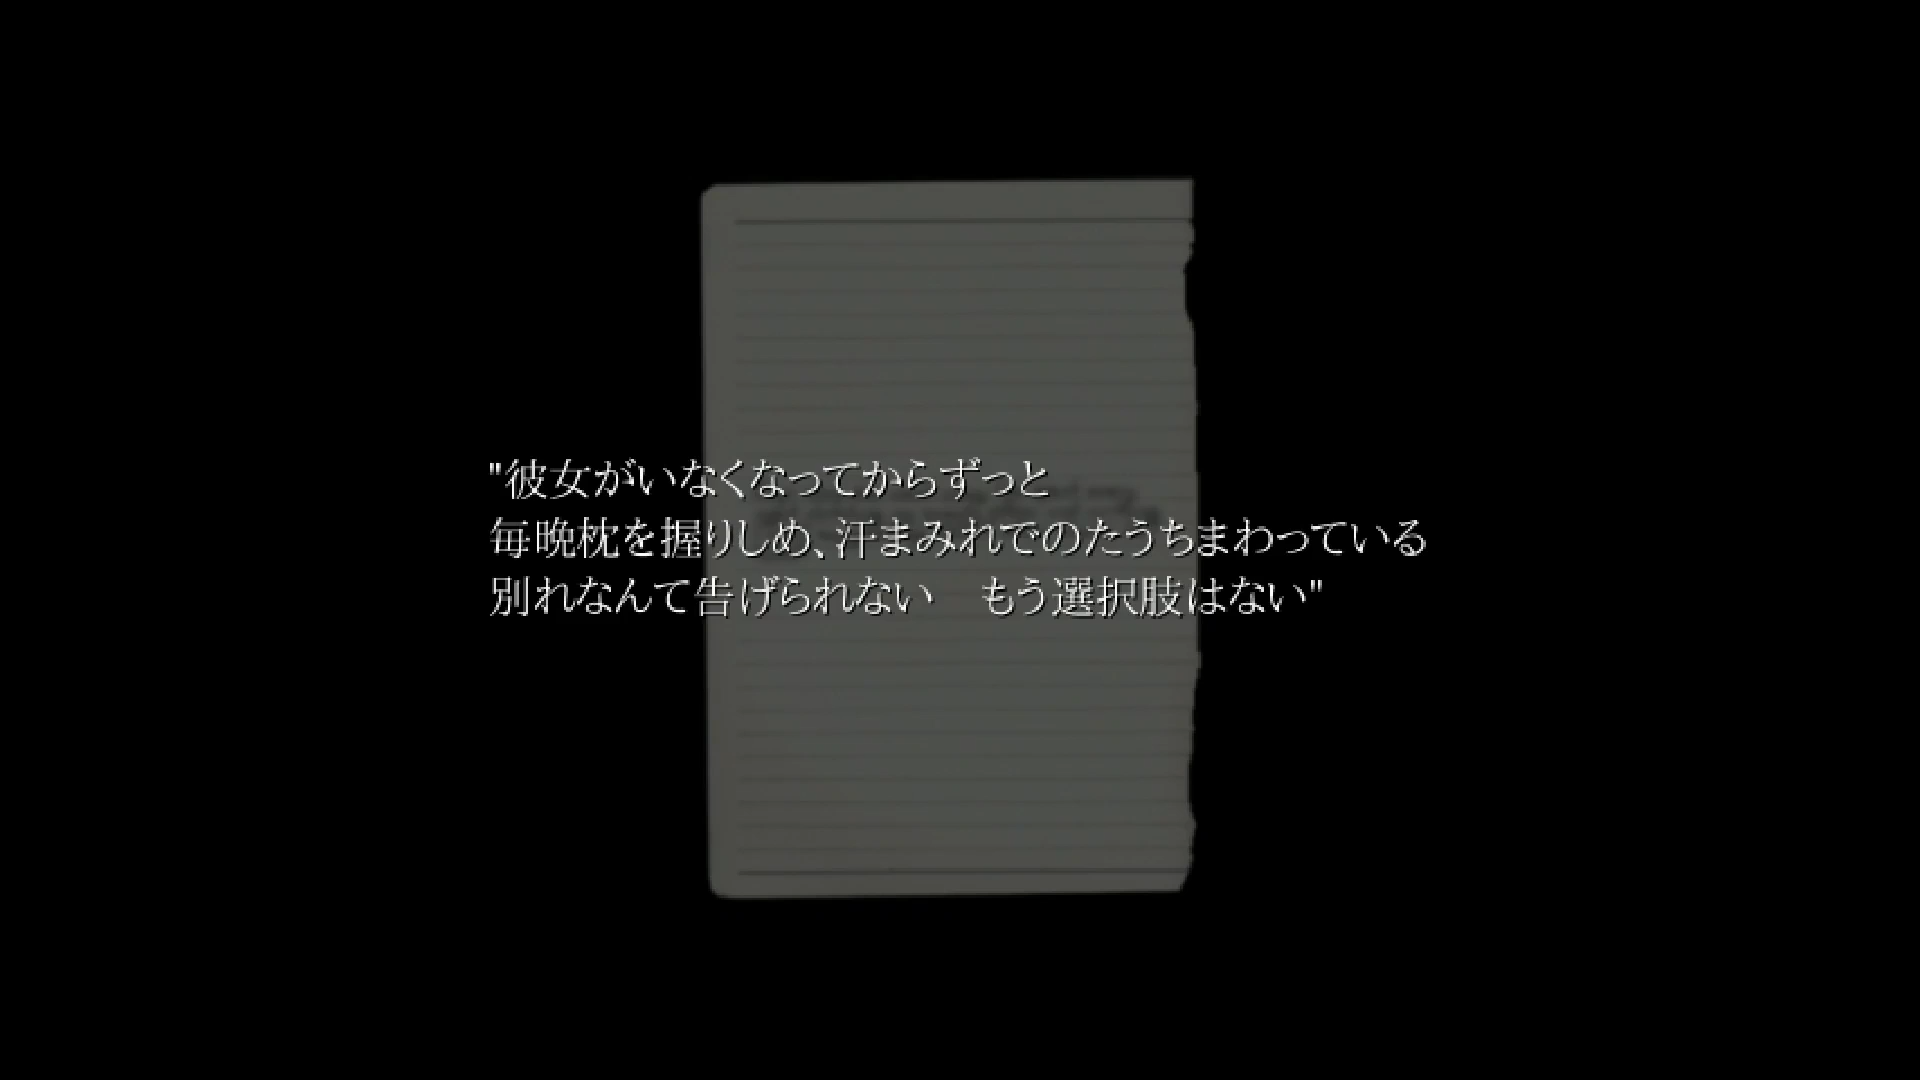 "彼女がいなくなってからずっと
毎晩枕を握りしめ、汗まみれでのたうちまわっている
別れなんて告げられない　もう選択肢はない"